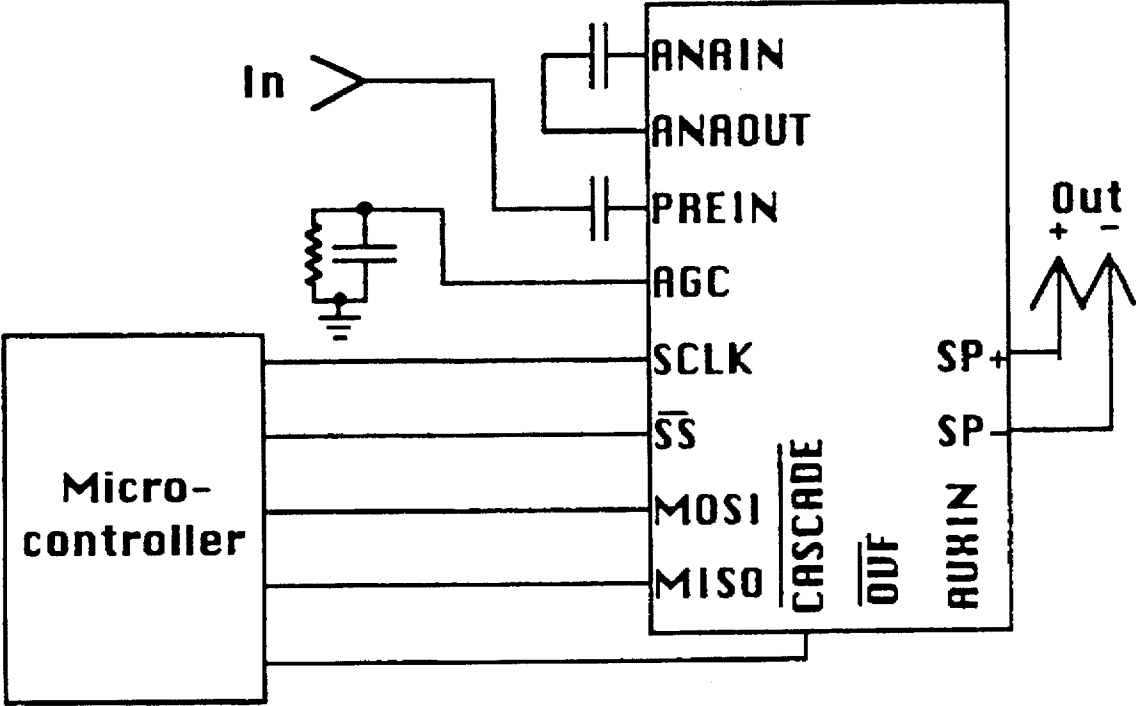 In
ANAIN
ANAOUT
PREIN
AGC
SCLK
SS
MOSI
MISO
Micro-
controller
CASCADE
OVF
AUXIN
SP+
SP-
Out
+ -